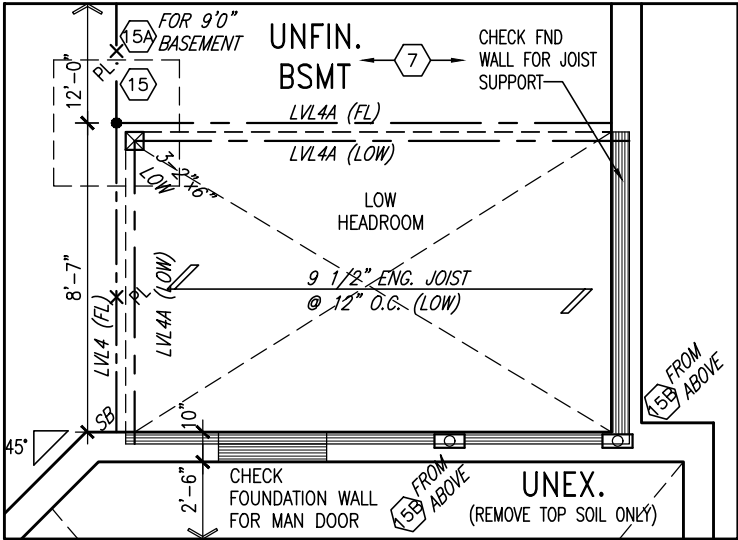 15A
FOR 9'0"
BASEMENT
PL.
15
12'-0"
UNFIN.
BSMT
7
CHECK FND
WALL FOR JOIST
SUPPORT
LVL4A (FL)
LVL4A (LOW)
3-2"x6"
LOW
LOW
HEADROOM
9 1/2" ENG. JOIST
@ 12" O.C. (LOW)
8'-7"
LVL4 (FL)
PL.
LVL4A (LOW)
SB
10"
45°
15B
FROM
ABOVE
2'-6"
CHECK
FOUNDATION WALL
FOR MAN DOOR
15B
FROM
ABOVE
UNEX.
(REMOVE TOP SOIL ONLY)